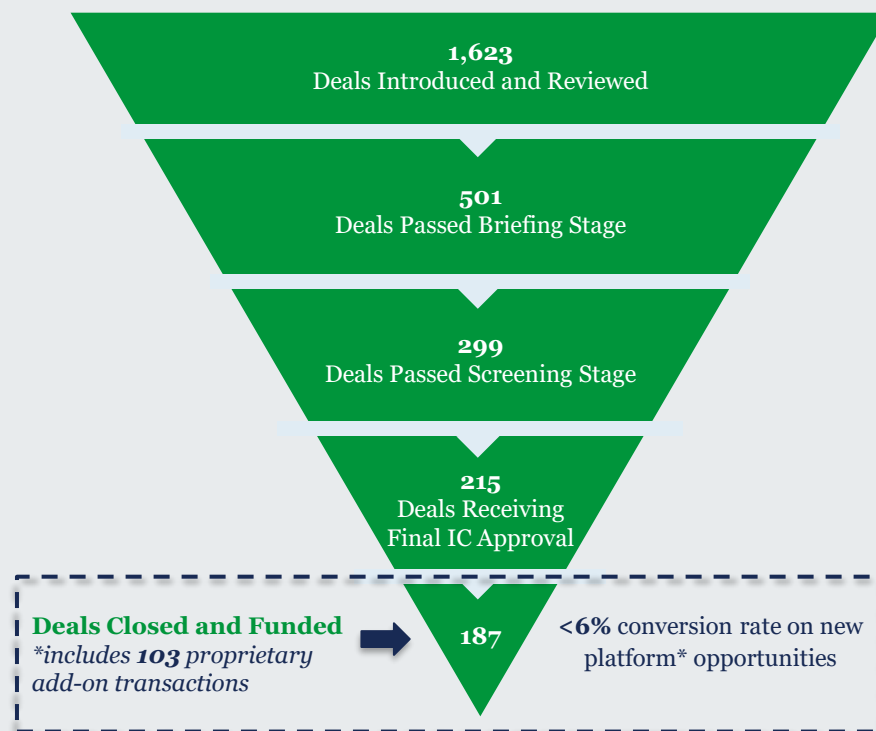 1,623
Deals Introduced and Reviewed
501
Deals Passed Briefing Stage
299
Deals Passed Screening Stage
215
Deals Receiving
Final IC Approval
Deals Closed and Funded
*includes 103 proprietary
add-on transactions
187
<6% conversion rate on new
platform* opportunities